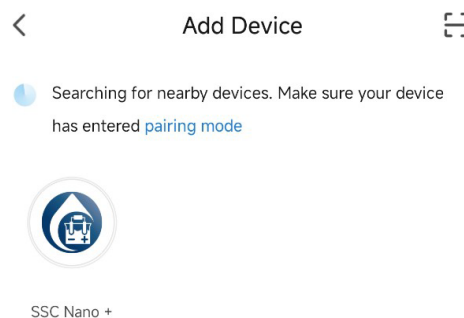 Add Device
Searching for nearby devices. Make sure your device
has entered pairing mode
SSC Nano +